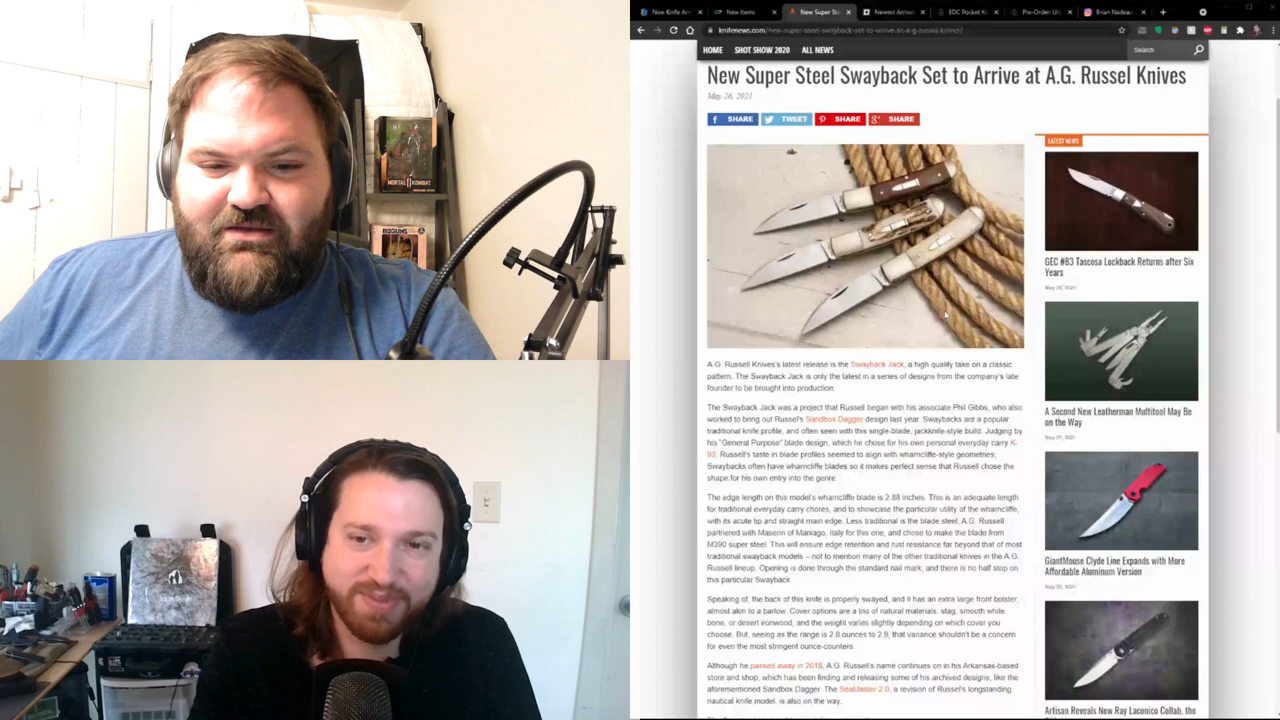 New Knife Arr
New Items
New Super Ste
Newest Arriva
EDC Pocket K
Pre-Order Un
Brian Nadeau
knifenews.com/new-super-steel-swayback-set-to-arrive-at-a-g-russel-knives/
HOME
SHOT SHOW 2020
ALL NEWS
Search
New Super Steel Swayback Set to Arrive at A.G. Russel Knives
May 26, 2021
SHARE
TWEET
SHARE
SHARE
A.G. Russell Knives's latest release is the Swayback Jack, a high quality take on a classic
pattern. The Swayback Jack is only the latest in a series of designs from the company's late
founder to be brought into production.
The Swayback Jack was a project that Russell began with his associate Phil Gibbs, who also
worked to bring out Russell's Sandbox Dagger design last year. Swaybacks are a popular
traditional knife profile, and often seen with this single-blade, jackknife-style build. Judging by
his "General Purpose" blade design, which he chose for his own personal everyday carry K-
93, Russell's taste in blade profiles seemed to align with wharncliffe-style geometries;
Swaybacks often have wharncliffe blades so it makes perfect sense that Russell chose the
shape for his own entry into the genre.
The edge length on this model's wharncliffe blade is 2.88 inches. This is an adequate length
for traditional everyday carry chores, and to showcase the particular utility of the wharncliffe,
with its acute tip and straight main edge. Less traditional is the blade steel. A.G. Russell
partnered with Maserin of Maniago, Italy for this one, and chose to make the blade from
M390 super steel. This will ensure edge retention and rust resistance far beyond that of most
traditional swayback models – not to mention many of the other traditional knives in the A.G.
Russell lineup. Opening is done through the standard nail mark, and there is no half stop on
this particular Swayback
Speaking of, the back of this knife is properly swayed, and it has an extra large front bolster,
almost akin to a barlow. Cover options are a trio of natural materials: stag, smooth white
bone, or desert ironwood, and the weight varies slightly depending on which cover you
choose. But, seeing as the range is 2.8 ounces to 2.9, that variance shouldn't be a concern
for even the most stringent ounce-counters.
Although he passed away in 2018, A.G. Russell's name continues on in his Arkansas-based
store and shop, which has been finding and releasing some of his archived designs, like the
aforementioned Sandbox Dagger. The SeaMaster 2.0, a revision of Russel's longstanding
nautical knife model, is also on the way.
LATEST NEWS
GEC #83 Tascosa Lockback Returns after Six
Years
May 28, 2021
A Second New Leatherman Multitool May Be
on the Way
May 27, 2021
GiantMouse Clyde Line Expands with More
Affordable Aluminum Version
May 25, 2021
Artisan Reveals New Ray Laconico Collab, the
MORTAL KOMBAT